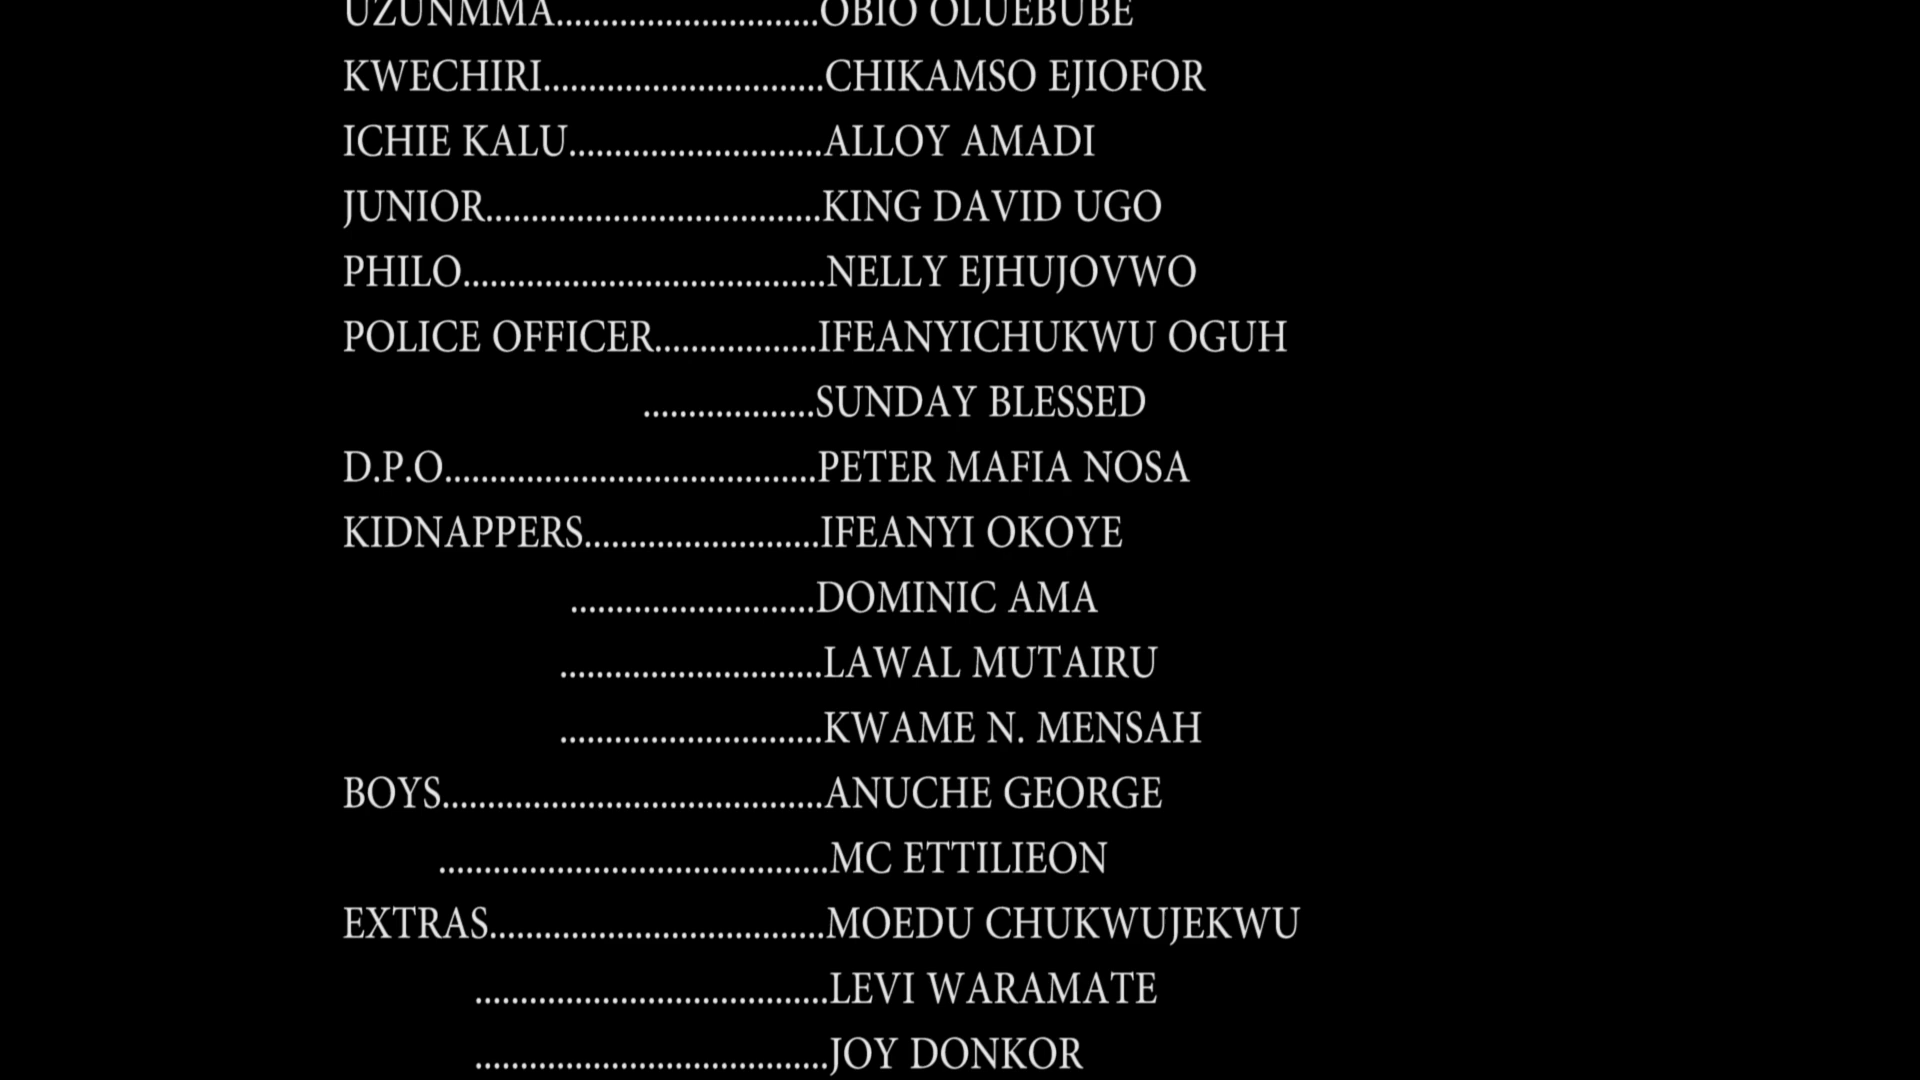 UZUNMMA.............................OBIO OLUEBUBE
KWECHIRI...............................CHIKAMSO EJIOFOR
ICHIE KALU............................ALLOY AMADI
JUNIOR.....................................KING DAVID UGO
PHILO........................................NELLY EJHUJOVWO
POLICE OFFICER..................IFEANYICHUKWU OGUH
...................SUNDAY BLESSED
D.P.O.........................................PETER MAFIA NOSA
KIDNAPPERS..........................IFEANYI OKOYE
...........................DOMINIC AMA
.............................LAWAL MUTAIRU
.............................KWAME N. MENSAH
BOYS..........................................ANUCHE GEORGE
...........................................MC ETTILIEON
EXTRAS.....................................MOEDU CHUKWUJEKWU
.......................................LEVI WARAMATE
.......................................JOY DONKOR